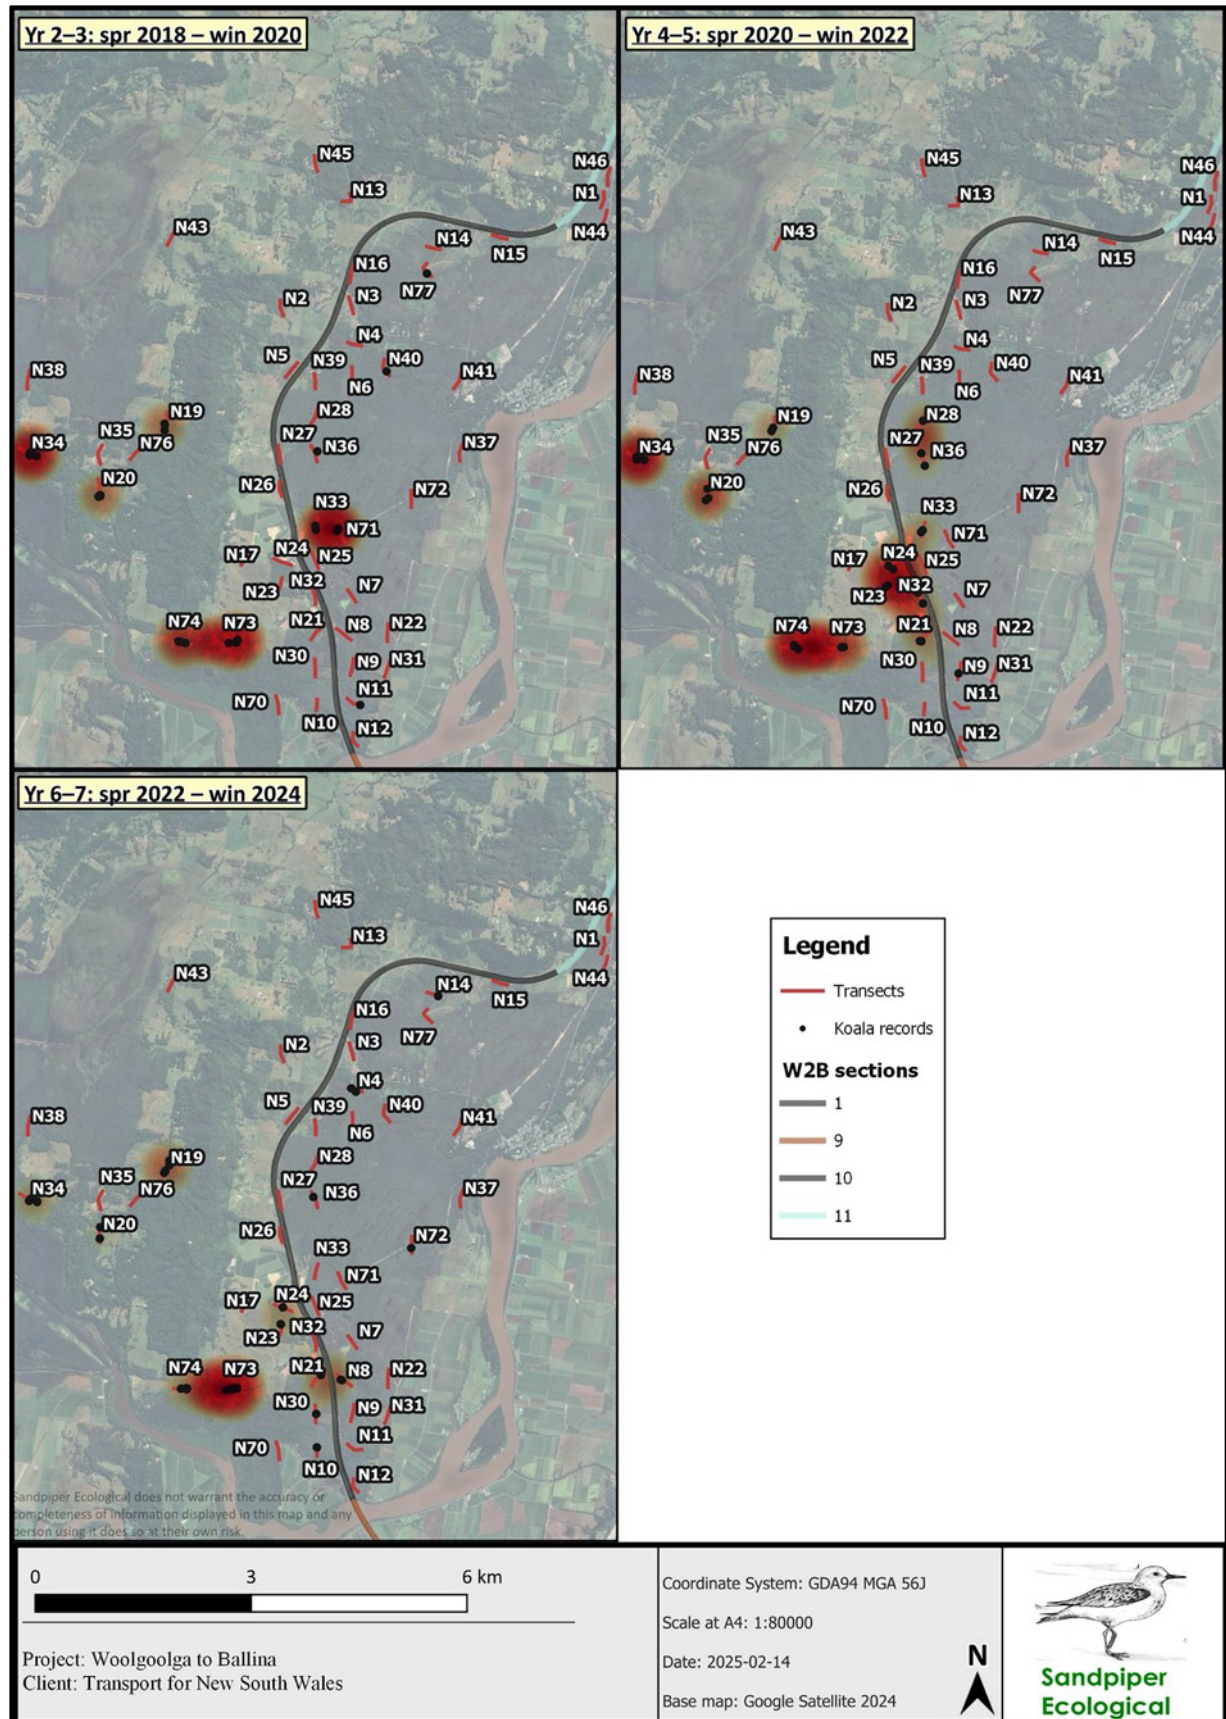 Yr 2–3: spr 2018 – win 2020
N45
N46
N13
N1
N43
N44
N14
N15
N16
N77
N2
N3
N4
N5
N39
N40
N38
N6
N41
N19
N28
N34
N35
N76
N27
N36
N37
N20
N26
N72
N33
N71
N24
N17
N25
N23
N32
N7
N21
N74
N73
N8
N22
N30
N9
N31
N70
N11
N10
N12
Yr 4–5: spr 2020 – win 2022
N45
N46
N13
N1
N43
N44
N14
N15
N16
N77
N2
N3
N4
N5
N39
N40
N38
N6
N41
N19
N28
N34
N35
N76
N27
N36
N37
N20
N26
N72
N33
N71
N24
N17
N25
N23
N32
N7
N21
N74
N73
N8
N22
N30
N9
N31
N70
N11
N10
N12
Yr 6–7: spr 2022 – win 2024
N45
N46
N13
N1
N43
N44
N14
N15
N16
N77
N2
N3
N4
N5
N39
N40
N38
N6
N41
N19
N28
N34
N35
N76
N27
N36
N37
N20
N26
N72
N33
N71
N24
N17
N25
N23
N32
N7
N21
N74
N73
N8
N22
N30
N9
N31
N70
N11
N10
N12
Sandpiper Ecological does not warrant the accuracy or
completeness of information displayed in this map and any
person using it does so at their own risk.
Legend
Transects
Koala records
W2B sections
1
9
10
11
0 3 6 km
Project: Woolgoolga to Ballina
Client: Transport for New South Wales
Coordinate System: GDA94 MGA 56J
Scale at A4: 1:80000
Date: 2025-02-14
Base map: Google Satellite 2024
N
Sandpiper
Ecological